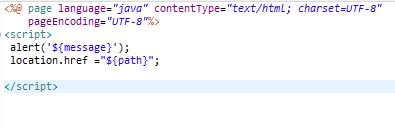 <%@ page language="java" contentType="text/html; charset=UTF-8"
pageEncoding="UTF-8"%>
<script>
alert('${message}');
location.href ="${path}";
</script>